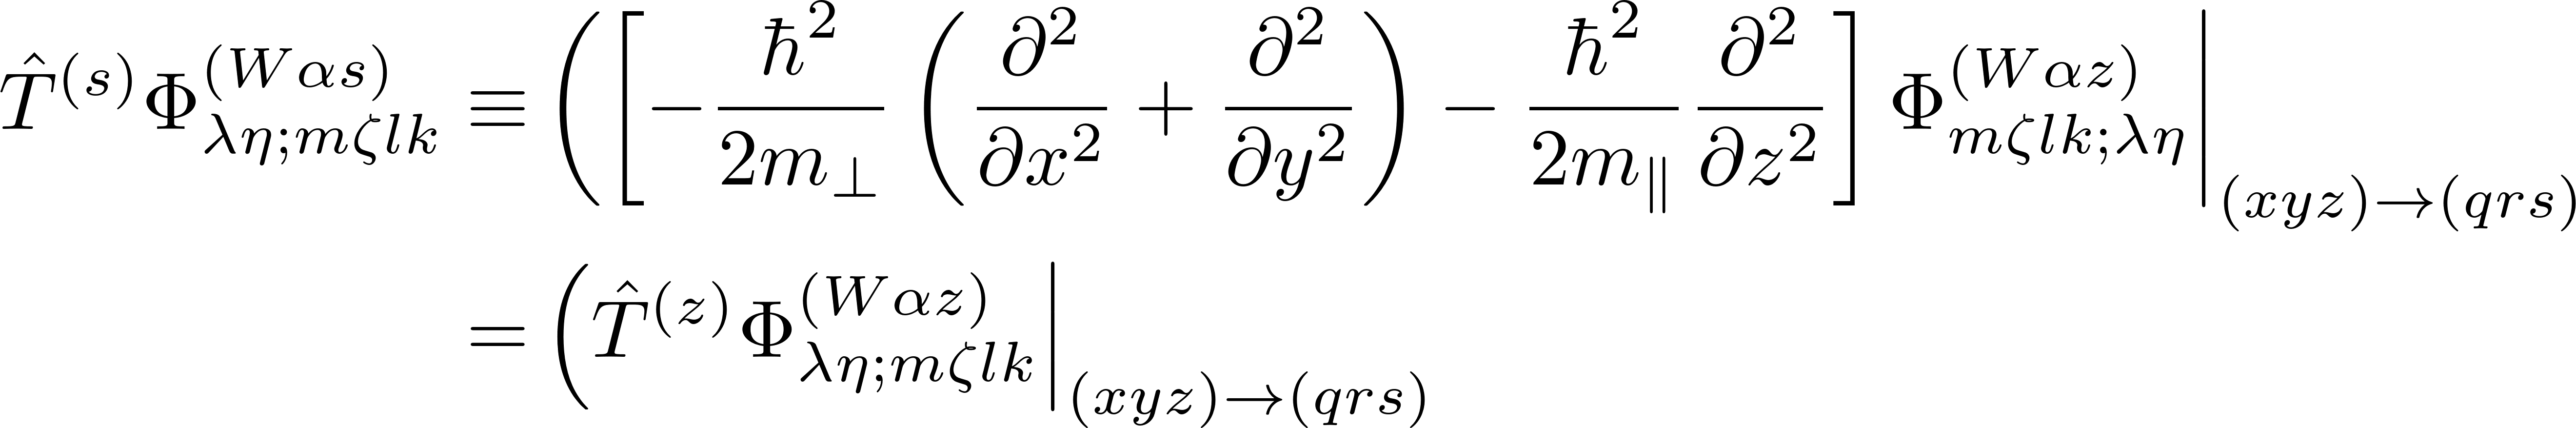 \hat{T}^{(s)}\Phi^{(W\alpha s)}_{\lambda\eta;m\zeta lk} \equiv \left( \left[ -\frac{\hbar^2}{2m_\perp} \left( \frac{\partial^2}{\partial x^2} + \frac{\partial^2}{\partial y^2} \right) - \frac{\hbar^2}{2m_\parallel} \frac{\partial^2}{\partial z^2} \right] \Phi^{(W\alpha z)}_{m\zeta lk;\lambda\eta} \right|_{(xyz)\to(qrs)}
= \left( \hat{T}^{(z)}\Phi^{(W\alpha z)}_{\lambda\eta;m\zeta lk} \right|_{(xyz)\to(qrs)}